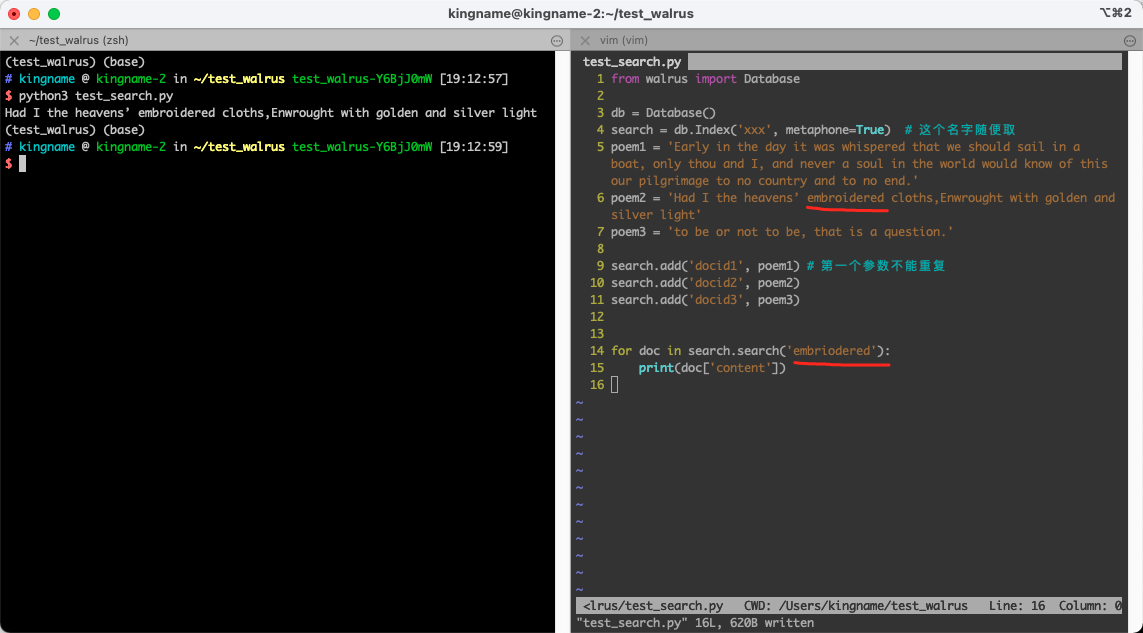 kingname@kingname-2:~/test_walrus
⌥⌘2
~/test_walrus (zsh)
(test_walrus) (base)
# kingname @ kingname-2 in ~/test_walrus test_walrus-Y6BjJ0mW [19:12:57]
$ python3 test_search.py
Had I the heavens’ embroidered cloths,Enwrought with golden and silver light
(test_walrus) (base)
# kingname @ kingname-2 in ~/test_walrus test_walrus-Y6BjJ0mW [19:12:59]
$
vim (vim)
test_search.py
1 from walrus import Database
2
3 db = Database()
4 search = db.Index('xxx', metaphone=True)  # 这个名字随便取
5 poem1 = 'Early in the day it was whispered that we should sail in a
boat, only thou and I, and never a soul in the world would know of this
our pilgrimage to no country and to no end.'
6 poem2 = 'Had I the heavens’ embroidered cloths,Enwrought with golden and
silver light'
7 poem3 = 'to be or not to be, that is a question.'
8
9 search.add('docid1', poem1) # 第一个参数不能重复
10 search.add('docid2', poem2)
11 search.add('docid3', poem3)
12
13
14 for doc in search.search('embriodered'):
15     print(doc['content'])
16
~
~
~
~
~
~
~
~
~
~
~
~
<lrus/test_search.py   CWD: /Users/kingname/test_walrus   Line: 16  Column: 0
"test_search.py" 16L, 620B written